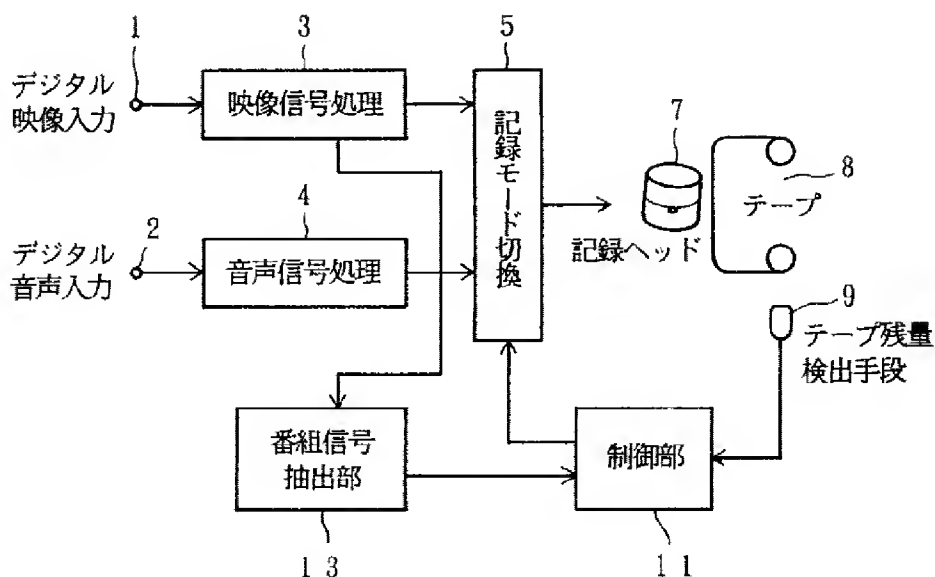 1
3
5
デジタル
映像入力
映像信号処理
7
8
記録モード切換
テープ
2
4
記録ヘッド
デジタル
音声入力
音声信号処理
9
テープ残量
検出手段
番組信号
抽出部
制御部
13
11